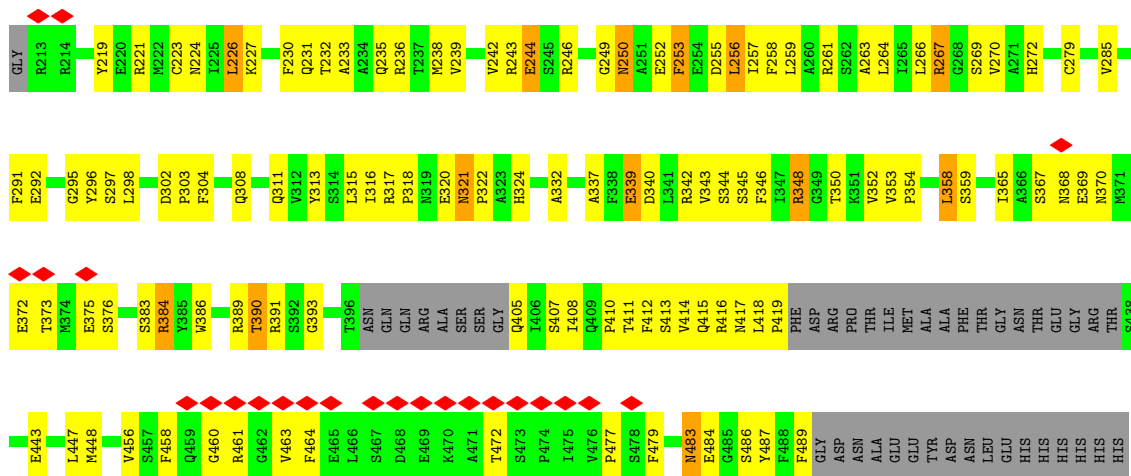 GLY R213 R214 Y219 E220 R221 M222 C223 N224 I225 L226 K227 F230 Q231 T232 A233 A234 Q235 R236 T237 M238 V239 V242 R243 E244 S245 R246 G249 N250 A251 E252 F253 E254 D255 L256 I257 F258 L259 A260 R261 S262 A263 L264 I265 L266 R267 G268 S269 V270 A271 H272 C279 V285
F291 E292 G295 Y296 S297 L298 D302 P303 F304 Q308 Q311 V312 Y313 S314 L315 I316 R317 P318 N319 E320 N321 P322 A323 H324 A332 A337 F338 E339 D340 L341 R342 V343 S344 S345 F346 I347 R348 G349 T350 K351 V352 V353 P354 L358 S359 I365 A366 S367 N368 E369 N370 M371
E372 T373 M374 E375 S376 S383 R384 Y385 W386 R389 T390 R391 S392 G393 T396 ASN GLN GLN ARG ALA SER SER GLY Q405 I406 S407 I408 Q409 P410 T411 F412 S413 V414 Q415 R416 N417 L418 P419 PHE ASP ARG PRO THR ILE MET ALA ALA PHE THR GLY ASN THR GLU GLY ARG THR S438
E443 L447 M448 V456 S457 F458 Q459 G460 R461 G462 V463 F464 E465 L466 S467 D468 E469 K470 A471 T472 S473 P474 I475 V476 P477 S478 F479 N483 E484 G485 S486 Y487 F488 F489 GLY ASP ASN ALA GLU GLU TYR ASP ASN LEU GLU HIS HIS HIS HIS HIS HIS